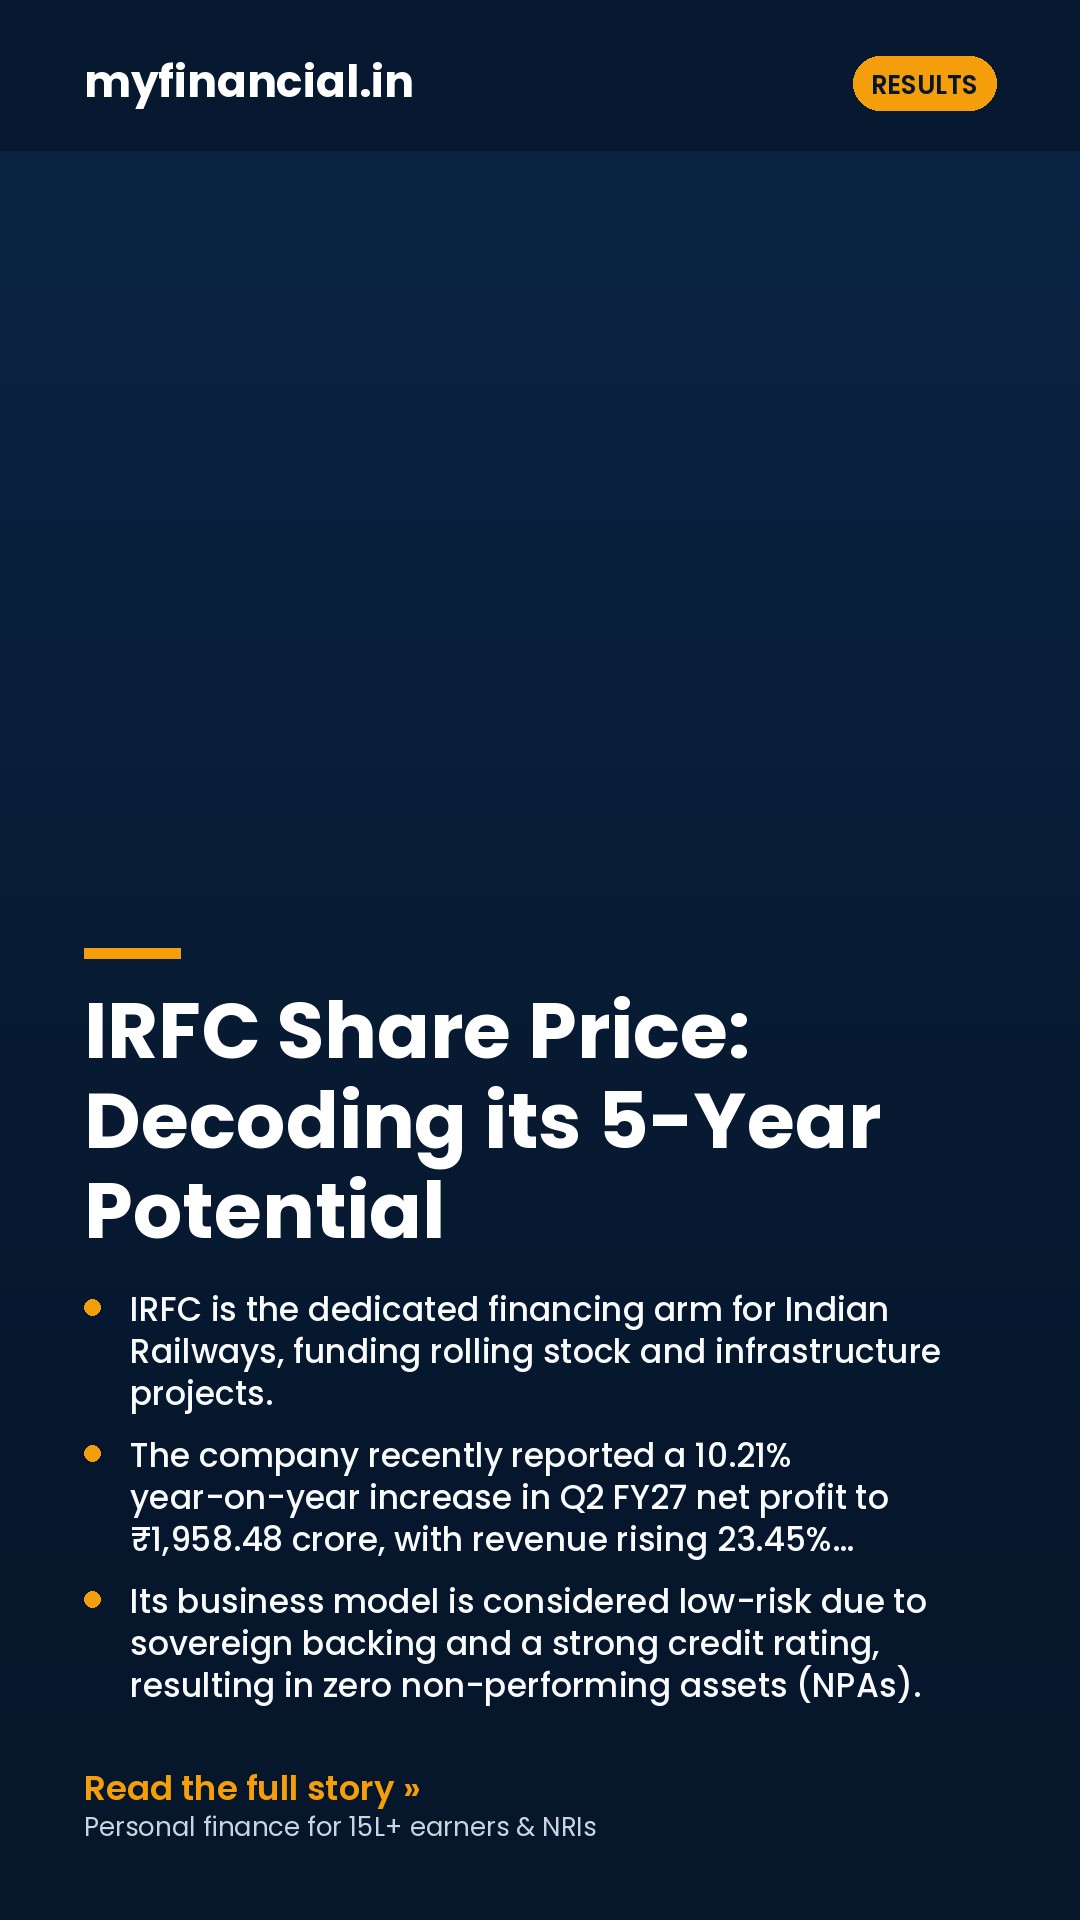 myfinancial.in
RESULTS
IRFC Share Price:
Decoding its 5-Year
Potential
IRFC is the dedicated financing arm for Indian
Railways, funding rolling stock and infrastructure
projects.
The company recently reported a 10.21%
year-on-year increase in Q2 FY27 net profit to
₹1,958.48 crore, with revenue rising 23.45%...
Its business model is considered low-risk due to
sovereign backing and a strong credit rating,
resulting in zero non-performing assets (NPAs).
Read the full story »
Personal finance for 15L+ earners & NRIs